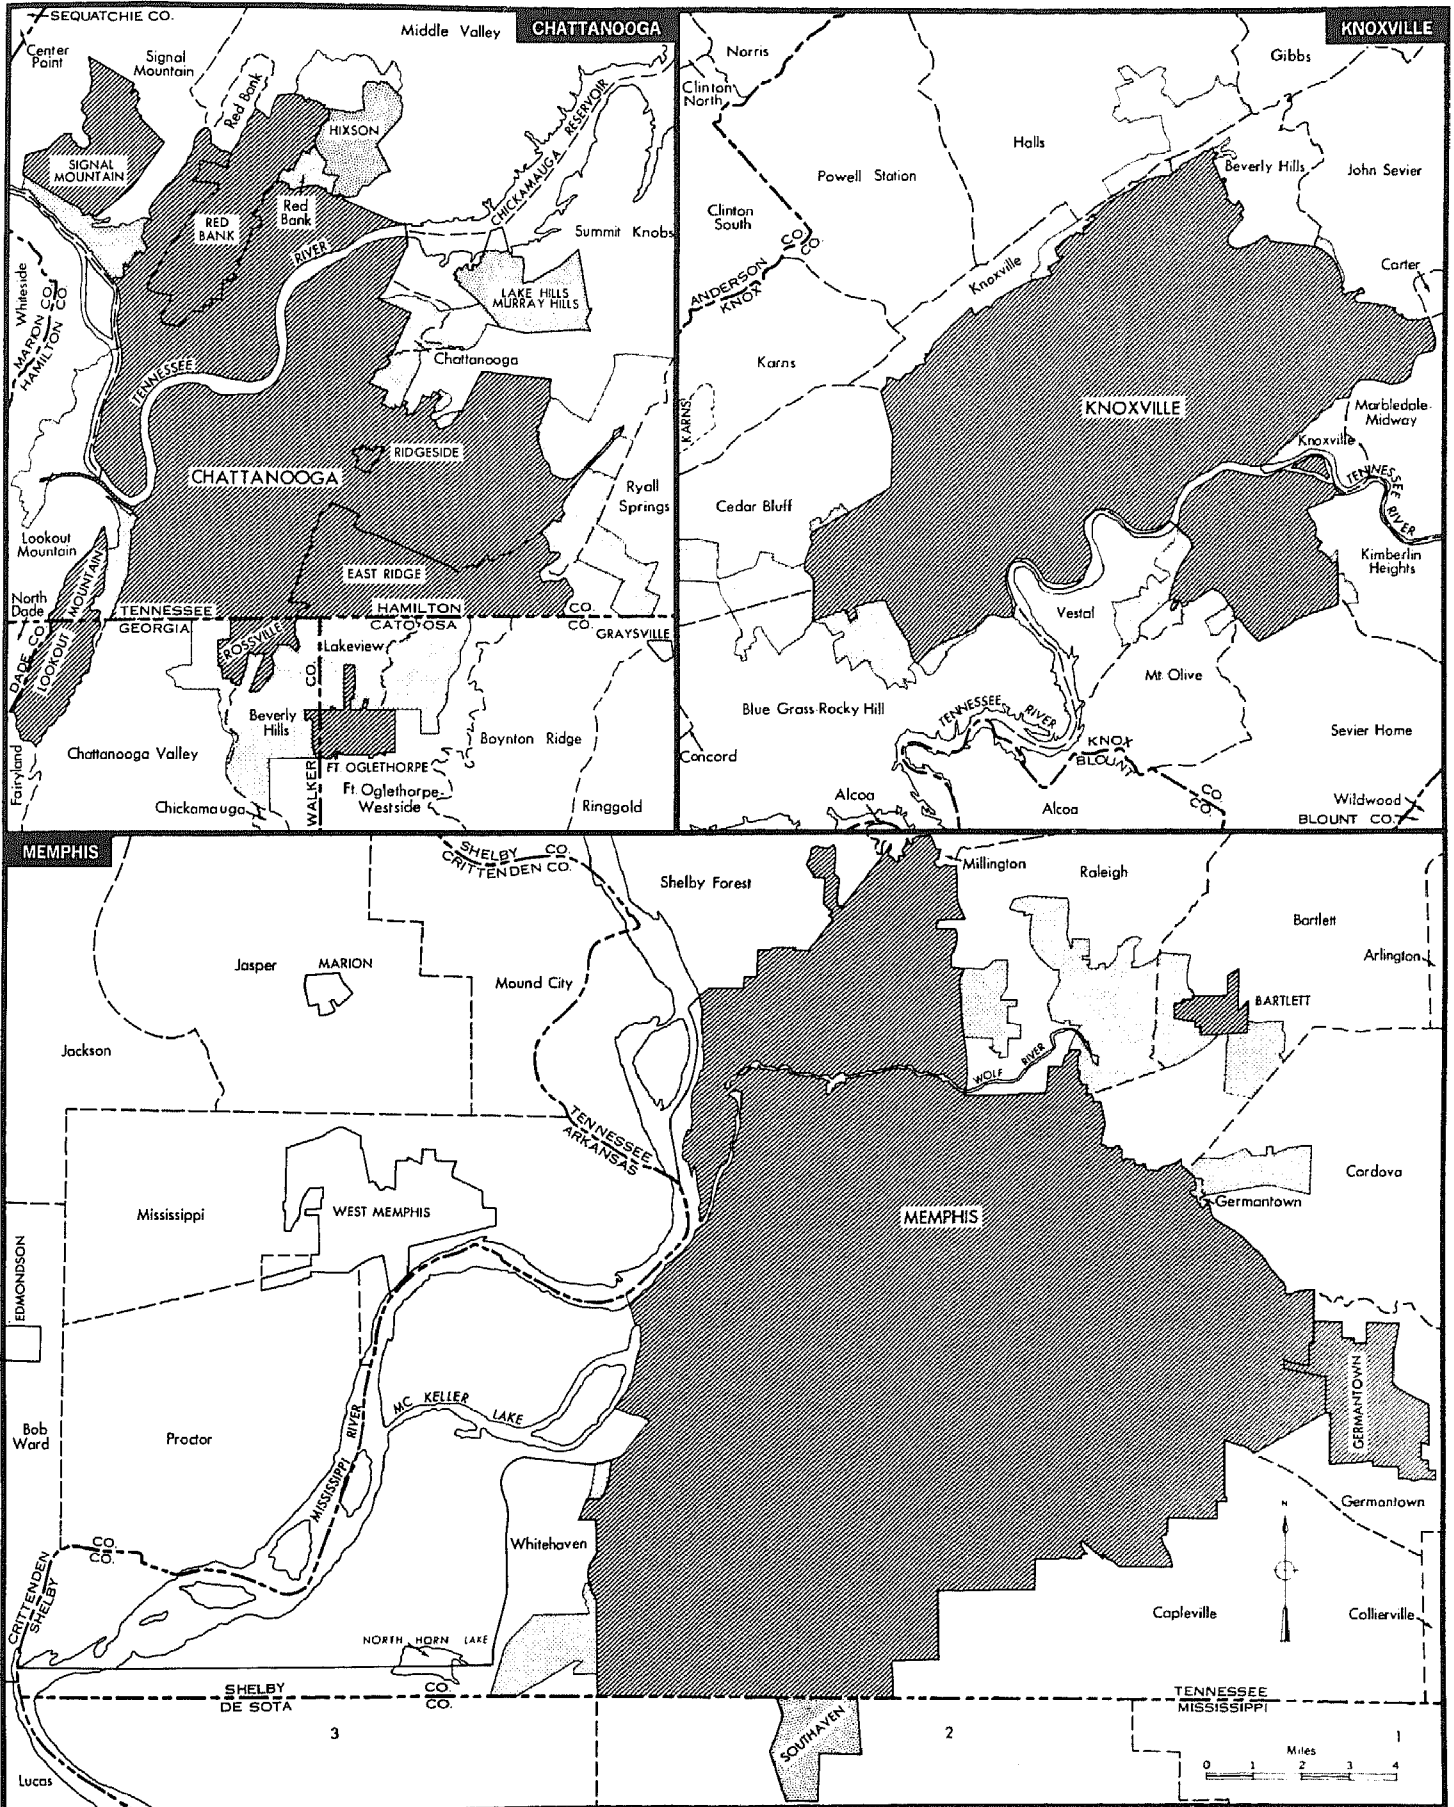 SEQUATCHIE CO.
Middle Valley
CHATTANOOGA
Center
Point
Signal
Mountain
Red Bank
3
HIXSON
CHICKAMAUGA RESERVOIR
SIGNAL
MOUNTAIN
RED
BANK
Red
Bank
RIVER
Summit Knobs
Whiteside
MARION CO.
HAMILTON CO.
LAKE HILLS
MURRAY HILLS
TENNESSEE
Chattanooga
RIDGESIDE
CHATTANOOGA
Ryall
Springs
Lookout
Mountain
EAST RIDGE
North
Dade
LOOKOUT MOUNTAIN
TENNESSEE
GEORGIA
HAMILTON CO.
CATOOSA CO.
GRAYSVILLE
DADE CO.
ROSSVILLE
Lakeview
WALKER CO.
Beverly
Hills
Boynton Ridge
Chattanooga Valley
FT. OGLETHORPE
Ft. Oglethorpe-
Westside
Fairyland
Chickamauga
Ringgold
KNOXVILLE
Norris
Gibbs
Clinton
North
Halls
Powell Station
Beverly Hills
John Sevier
Clinton
South
ANDERSON CO.
KNOX CO.
Knoxville
Carter
Karns
KARNS
KNOXVILLE
Marbledale-
Midway
Knoxville
TENNESSEE RIVER
Cedar Bluff
Kimberlin
Heights
Vestal
Mt Olive
Blue Grass-Rocky Hill
TENNESSEE RIVER
Sevier Home
Concord
KNOX CO.
BLOUNT CO.
Alcoa
Alcoa
Wildwood
BLOUNT CO.
MEMPHIS
SHELBY CO.
CRITTENDEN CO.
Shelby Forest
Millington
Raleigh
Bartlett
Jasper
MARION
Mound City
Arlington
BARTLETT
Jackson
WOLF RIVER
TENNESSEE
ARKANSAS
Cordova
Mississippi
WEST MEMPHIS
MEMPHIS
Germantown
EDMONDSON
GERMANTOWN
MC KELLER LAKE
Bob
Ward
Proctor
MISSISSIPPI RIVER
Germantown
N
Whitehaven
CO.
CO.
CRITTENDEN
SHELBY
Capleville
Collierville
NORTH HORN LAKE
SHELBY CO.
DE SOTA CO.
TENNESSEE
MISSISSIPPI
3
SOUTHAVEN
2
1
Miles
0 1 2 3 4
Lucas